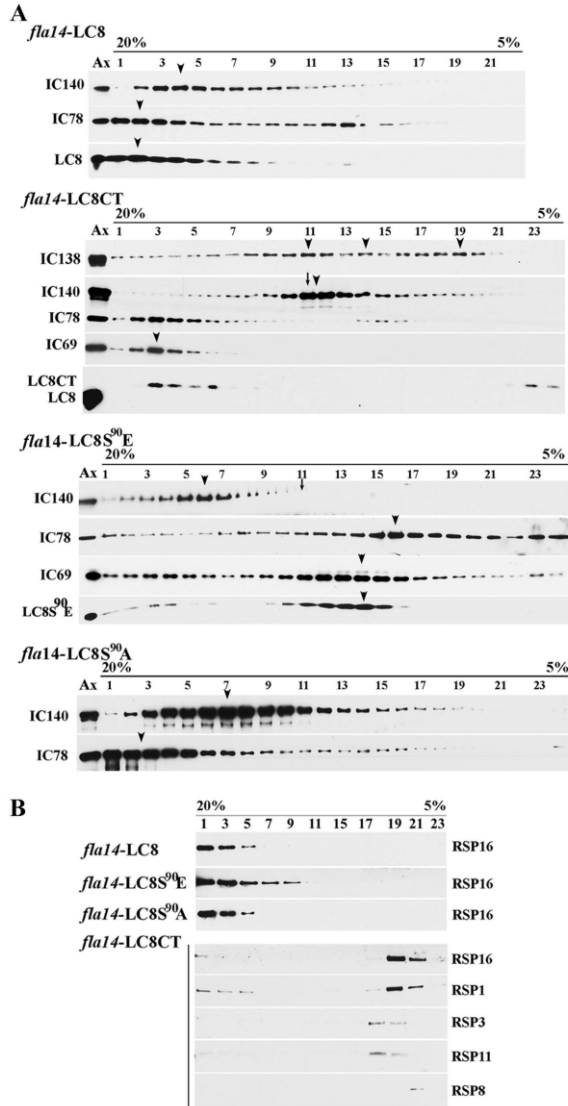 A
fla14-LC8
20% 5%
Ax 1 3 5 7 9 11 13 15 17 19 21
IC140
IC78
LC8
fla14-LC8CT
20% 5%
Ax 1 3 5 7 9 11 13 15 17 19 23
IC138
IC140
IC78
IC69
LC8CT
LC8
fla14-LC8S⁹⁰E
20% 5%
Ax 1 3 5 7 9 11 13 15 17 19 21 23
IC140
IC78
IC69
LC8S⁹⁰E
fla14-LC8S⁹⁰A
20% 5%
Ax 1 3 5 7 9 11 13 15 17 19 21 23
IC140
IC78
B
20% 5%
1 3 5 7 9 11 15 17 19 21 23
fla14-LC8 RSP16
fla14-LC8S⁹⁰E RSP16
fla14-LC8S⁹⁰A RSP16
fla14-LC8CT
RSP16
RSP1
RSP3
RSP11
RSP8